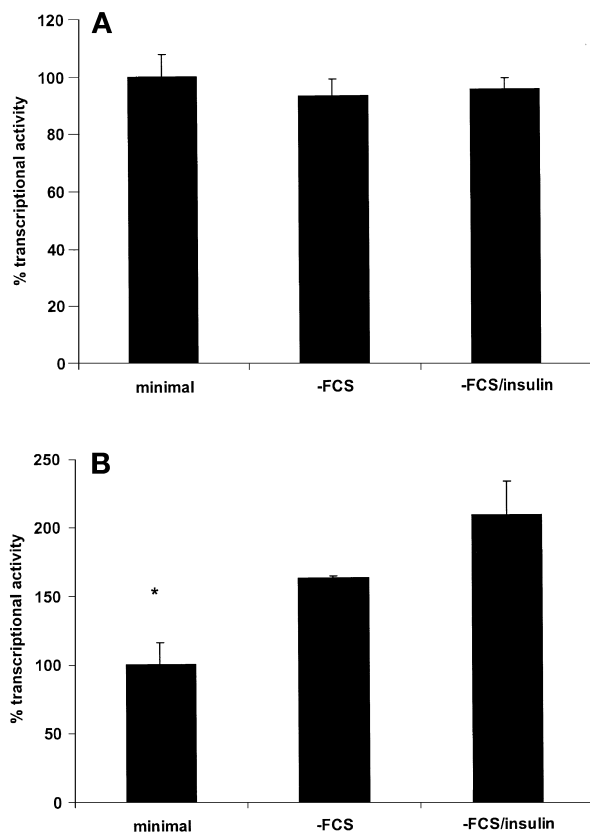 A
120
100
80
60
40
20
0
% transcriptional activity
minimal -FCS -FCS/insulin
B
250
200
150
100
50
0
% transcriptional activity
*
minimal -FCS -FCS/insulin